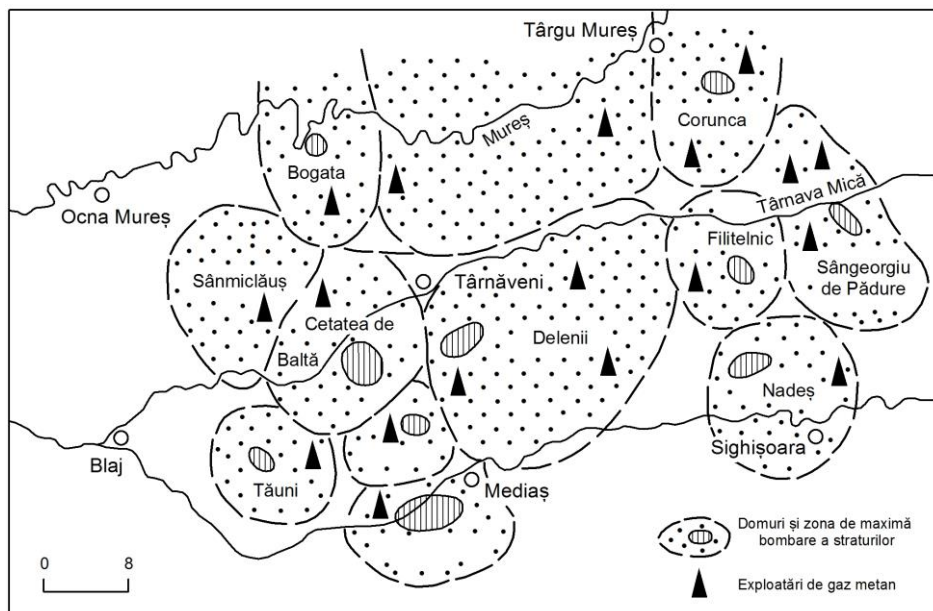 Târgu Mureș
Mureș
Corunca
Bogata
Ocna Mureș
Târnava Mică
Filitelnic
Sânmiclăuș
Târnăveni
Sângeorgiu
de Pădure
Cetatea de
Baltă
Delenii
Nadeș
Sighișoara
Blaj
Tăuni
Mediaș
0 8
Domuri și zona de maximă
bombare a straturilor
Exploatări de gaz metan